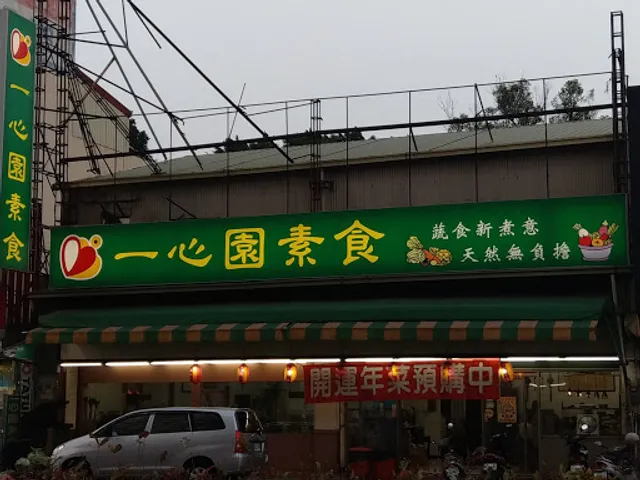 一心園素食
一心園素食
蔬食新煮意
天然無負擔
開運年菜預購中